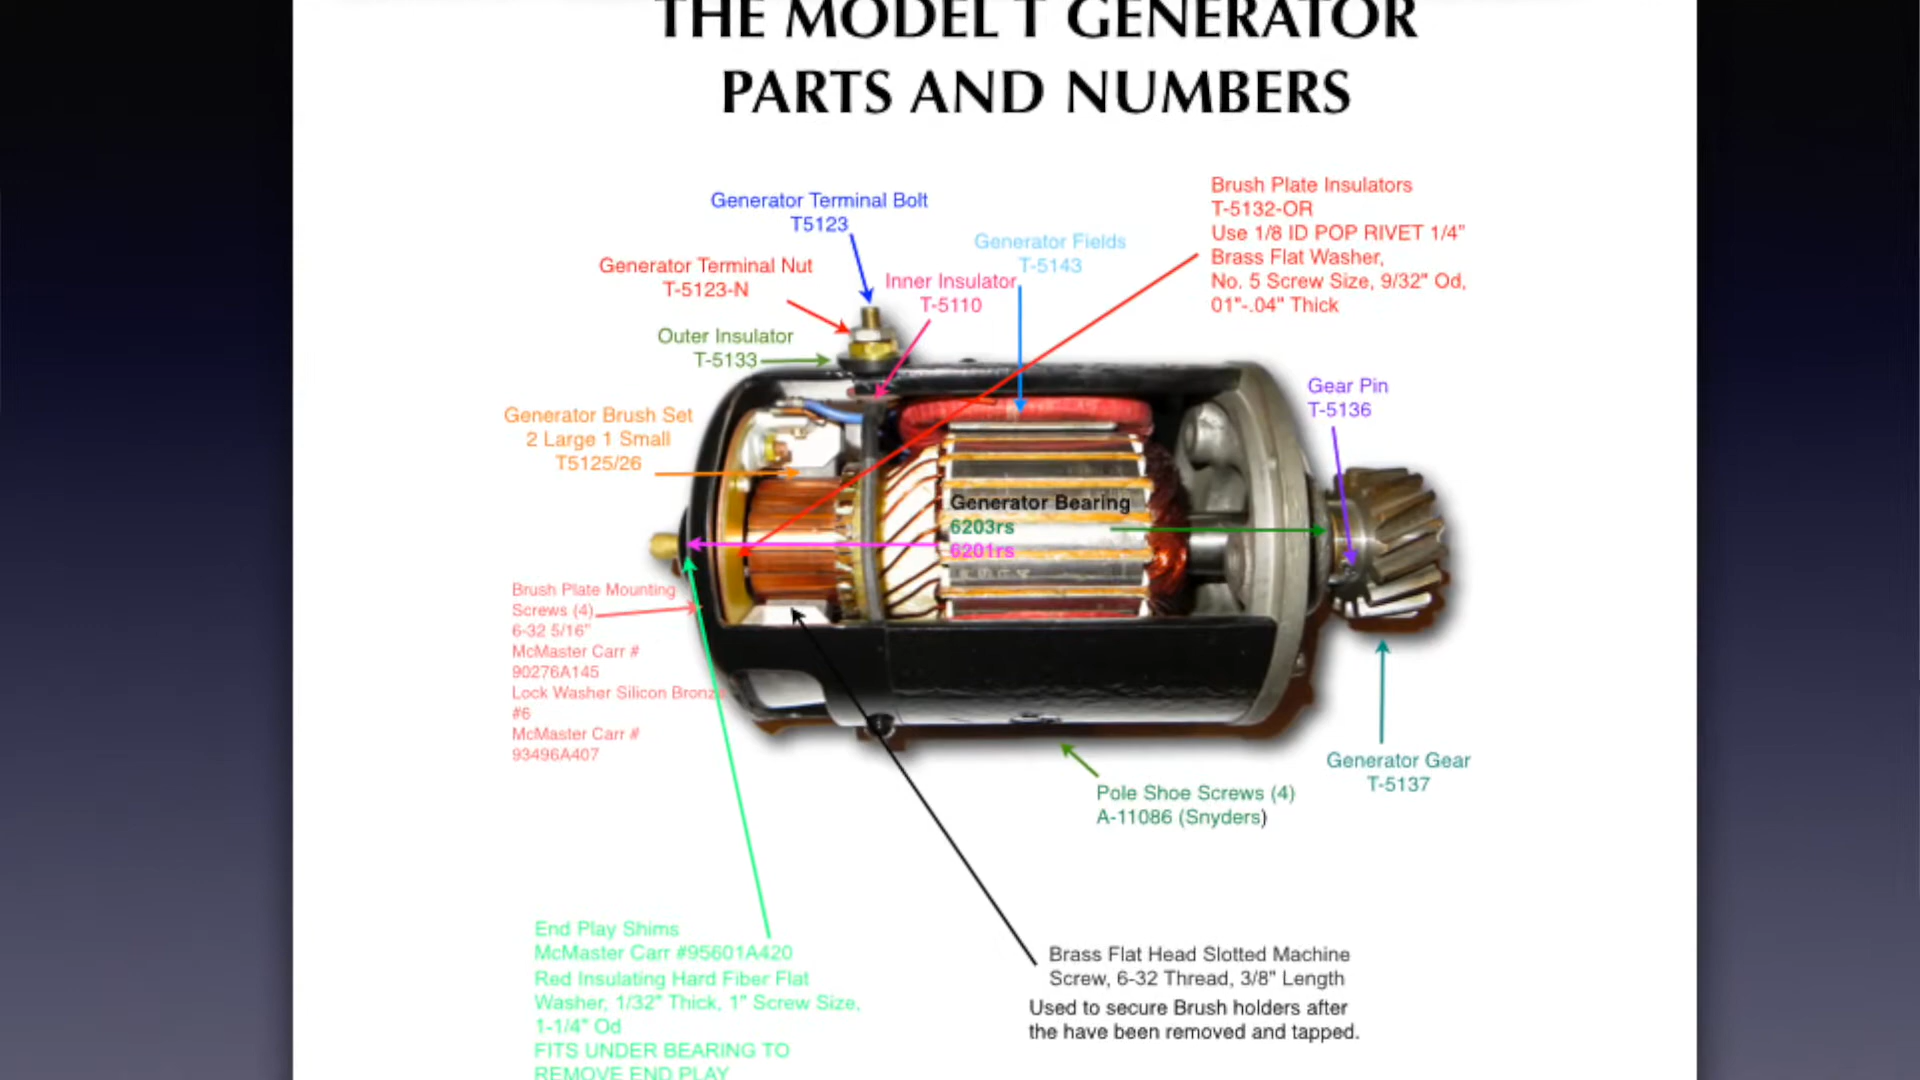 THE MODEL T GENERATOR
PARTS AND NUMBERS
Generator Terminal Bolt
T5123
Generator Terminal Nut
T-5123-N
Outer Insulator
T-5133
Inner Insulator
T-5110
Generator Fields
T-5143
Brush Plate Insulators
T-5132-OR
Use 1/8 ID POP RIVET 1/4"
Brass Flat Washer,
No. 5 Screw Size, 9/32" Od,
01"-.04" Thick
Gear Pin
T-5136
Generator Brush Set
2 Large 1 Small
T5125/26
Generator Bearing
6203rs
6201rs
Brush Plate Mounting
Screws (4)
6-32 5/16"
McMaster Carr #
90276A145
Lock Washer Silicon Bronze
#6
McMaster Carr #
93496A407
Generator Gear
T-5137
Pole Shoe Screws (4)
A-11086 (Snyders)
End Play Shims
McMaster Carr #95601A420
Red Insulating Hard Fiber Flat
Washer, 1/32" Thick, 1" Screw Size,
1-1/4" Od
FITS UNDER BEARING TO
REMOVE END PLAY
Brass Flat Head Slotted Machine
Screw, 6-32 Thread, 3/8" Length
Used to secure Brush holders after
the have been removed and tapped.